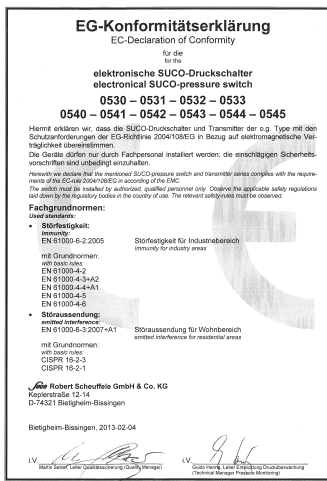 EG-Konformitätserklärung
EC-Declaration of Conformity
für die
for the
elektronische SUCO-Druckschalter
electronical SUCO-pressure switch
0530 – 0531 – 0532 – 0533
0540 – 0541 – 0542 – 0543 – 0544 – 0545
Hiermit erklären wir, dass die SUCO-Druckschalter und Transmitter der o.g. Type mit den
Schutzanforderungen der EG-Richtlinie 2004/108/EG in Bezug auf elektromagnetische Ver-
träglichkeit übereinstimmen.
Die Geräte dürfen nur durch Fachpersonal installiert werden; die einschlägigen Sicherheits-
vorschriften sind unbedingt einzuhalten.
Herewith we declare that the mentioned SUCO-pressure switch and transmitter series complies with the require-
ments of the EC-rule 2004/108/EG in according of the EMC.
The switch must be installed by authorized, qualified personnel only. Observe the applicable safety regulations
laid down by the regulatory bodies in the country of use. The relevant safety-rules must be observed.
Fachgrundnormen:
Used standards:
• Störfestigkeit:
Immunity:
EN 61000-6-2:2005 Störfestigkeit für Industriebereich
Immunity for industry areas
mit Grundnormen:
with basic rules:
EN 61000-4-2
EN 61000-4-3+A2
EN 61000-4-4+A1
EN 61000-4-5
EN 61000-4-6
• Störaussendung:
emitted interference:
EN 61000-6-3:2007+A1 Störaussendung für Wohnbereich
emitted interference for residential areas
mit Grundnormen:
with basic rules:
CISPR 16-2-3
CISPR 16-2-1
suco Robert Scheuffele GmbH & Co. KG
Keplerstraße 12-14
D-74321 Bietigheim-Bissingen
Bietigheim-Bissingen, 2013-02-04
i.V. i.V.
Martin Seizer, Leiter Qualitätssicherung (Quality Manager) Guido Hering, Leiter Entwicklung Drucküberwachung
(Technical Manager Pressure Monitoring)